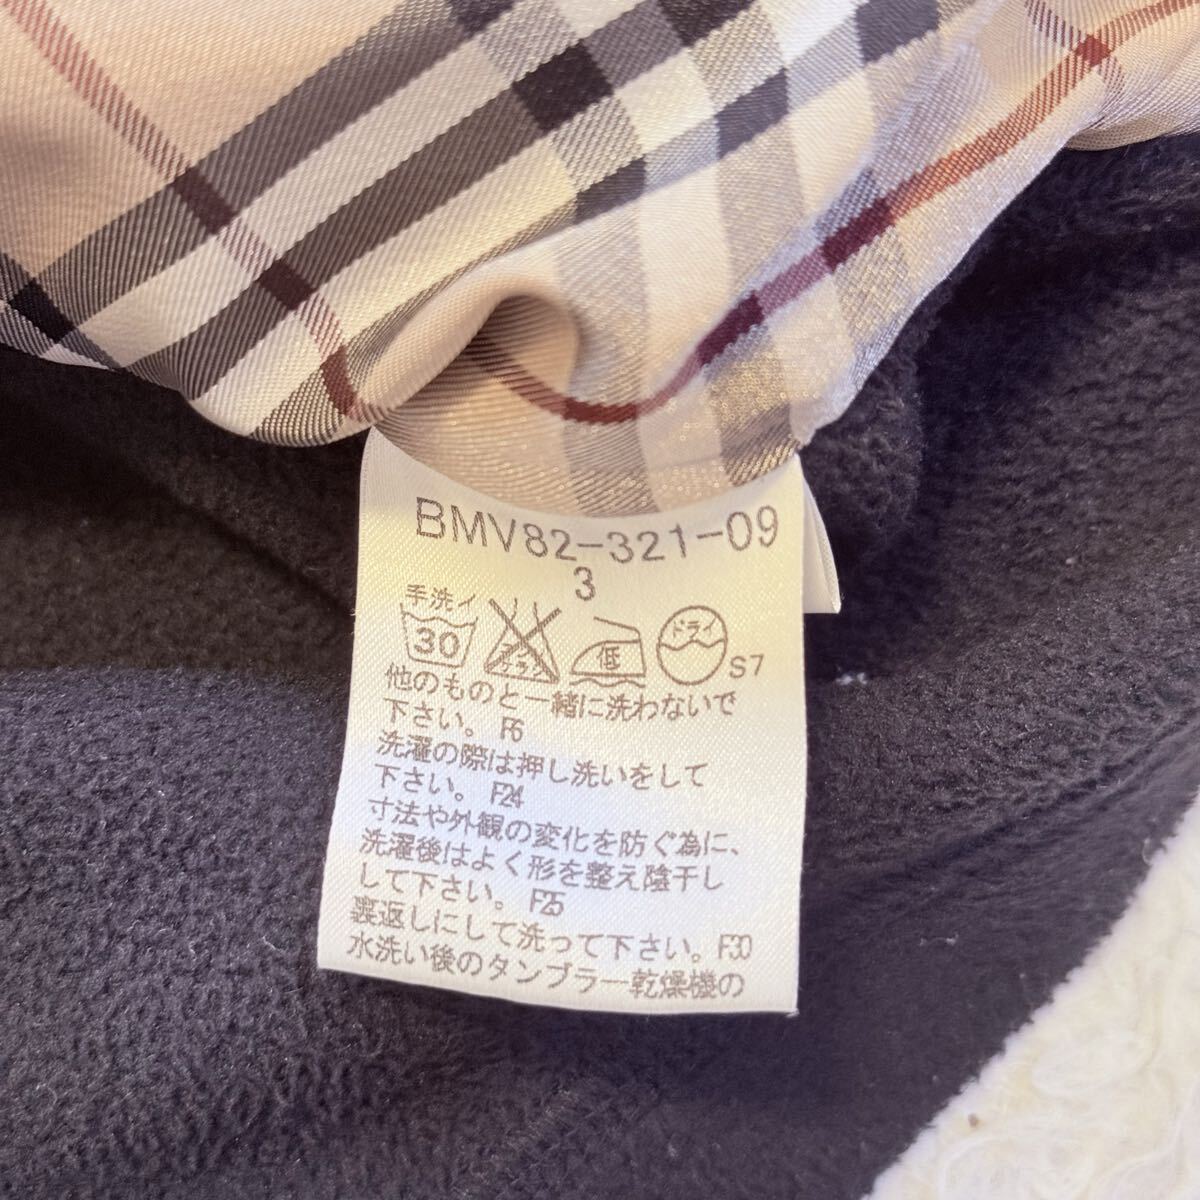 BMV82-321-09
3
手洗イ
30
エンソ
低
ドライ
S7
他のものと一緒に洗わないで
下さい。 F6
洗濯の際は押し洗いをして
下さい。 F24
寸法や外観の変化を防ぐ為に、
洗濯後はよく形を整え陰干し
して下さい。 F25
裏返しにして洗って下さい。F30
水洗い後のタンブラー乾燥機の